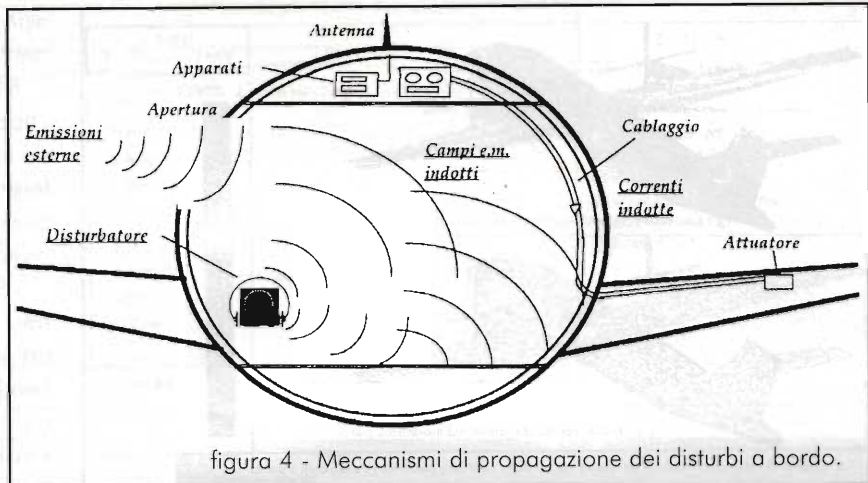 Antenna
Apparati
Apertura
Emissioni
esterne
Campi e.m.
indotti
Cablaggio
Correnti
indotte
Disturbatore
Attuatore
figura 4 - Meccanismi di propagazione dei disturbi a bordo.